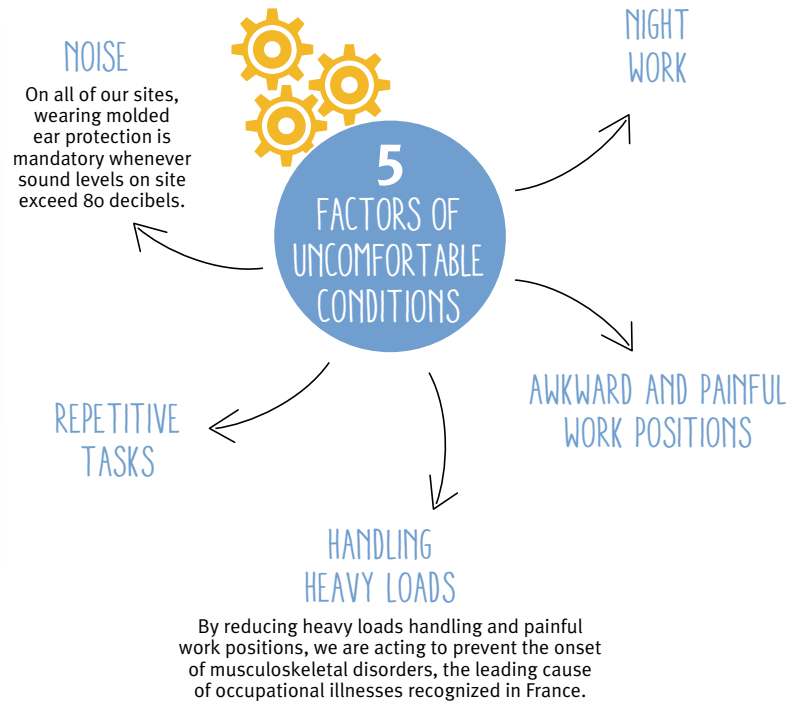 5
FACTORS OF
UNCOMFORTABLE
CONDITIONS
NOISE
On all of our sites,
wearing molded
ear protection is
mandatory whenever
sound levels on site
exceed 80 decibels.
NIGHT
WORK
AWKWARD AND PAINFUL
WORK POSITIONS
REPETITIVE
TASKS
HANDLING
HEAVY LOADS
By reducing heavy loads handling and painful
work positions, we are acting to prevent the onset
of musculoskeletal disorders, the leading cause
of occupational illnesses recognized in France.